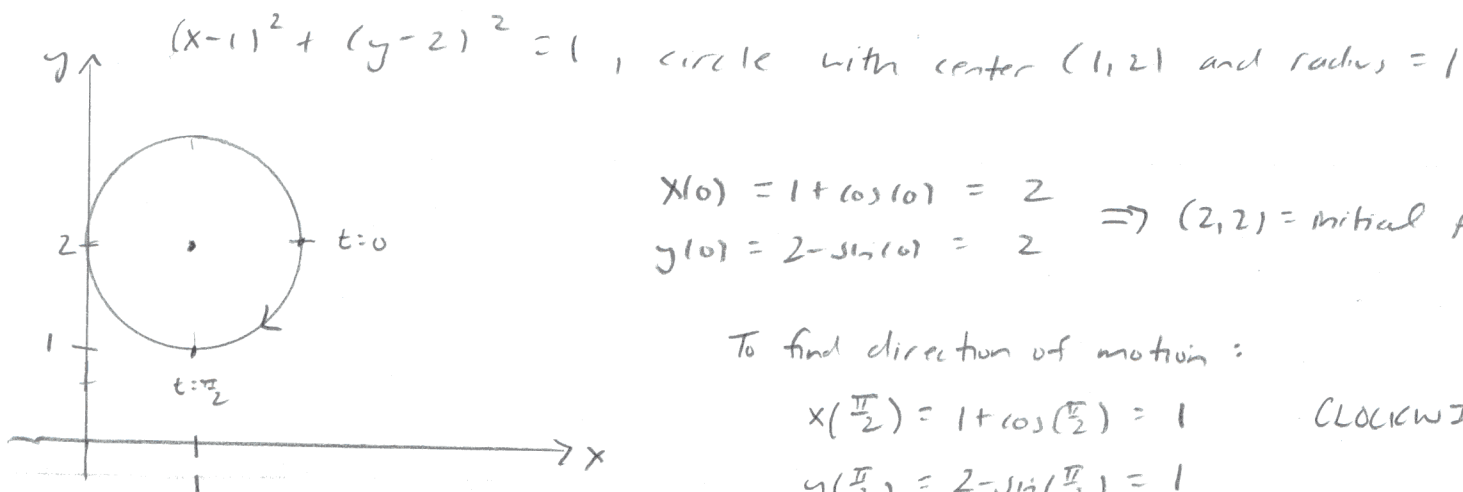 (x-1)² + (y-2)² = 1, circle with center (1,2) and radius = 1
y
x(0) = 1+cos(0) = 2
y(0) = 2-sin(0) = 2
⇒ (2,2) = initial
2
t=0
To find direction of motion:
1
t=π/2
x(π/2) = 1+cos(π/2) = 1
CLOCKWI
x
y(π/2) = 2-sin(π/2) = 1